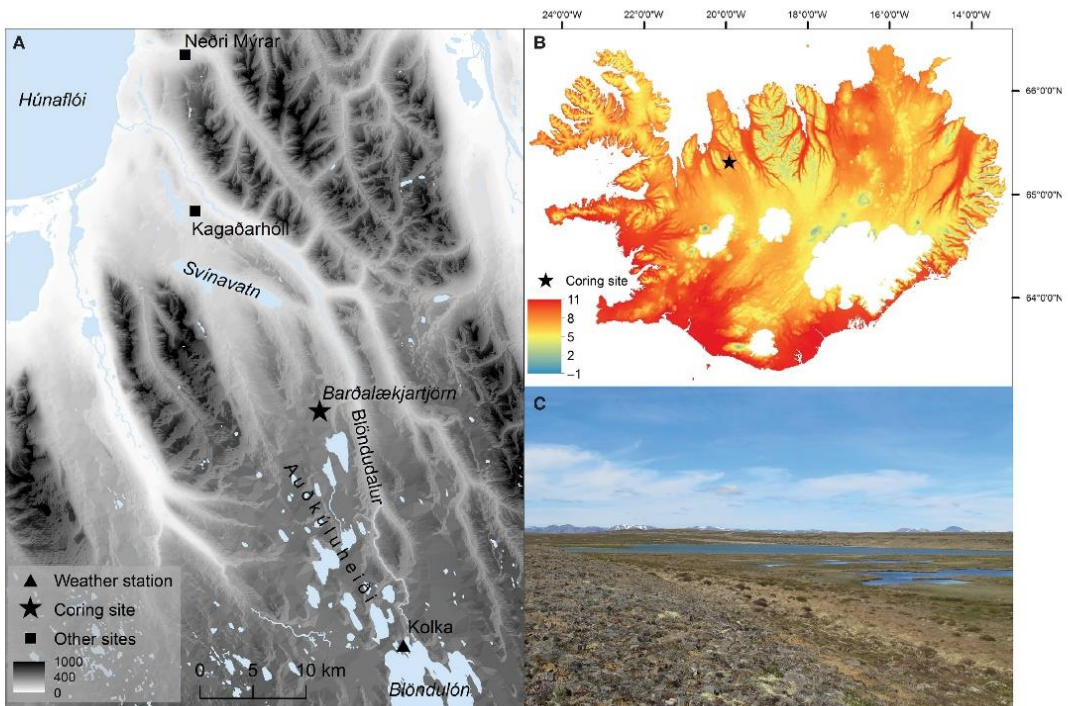 A
Neðri Mýrar
Húnaflói
Kagaðarhóll
Svínavatn
Barðalækjartjörn
Blöndudalur
Auðkúluheiði
Kolka
Blöndulón
Weather station
Coring site
Other sites
1000
400
0
0 5 10 km
24°0'0"W 22°0'0"W 20°0'0"W 18°0'0"W 16°0'0"W 14°0'0"W
B
66°0'0"N
65°0'0"N
64°0'0"N
Coring site
11
8
5
2
−1
C